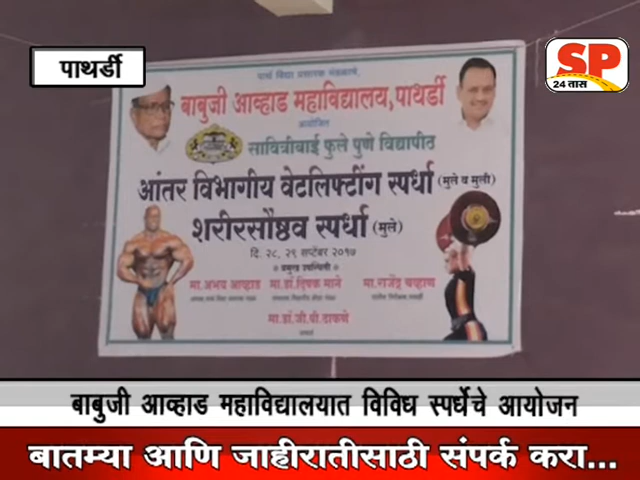 पाथर्डी
SP
24 तास
पार्थ विद्या प्रसारक मंडळाचे,
बाबुजी आव्हाड महाविद्यालय, पाथर्डी
आयोजित
सावित्रीबाई फुले पुणे विद्यापीठ
आंतर विभागीय वेटलिफ्टींग स्पर्धा (मुले व मुली)
शरीरसौष्ठव स्पर्धा (मुले)
दि. २८, २९ सप्टेंबर २०१७
प्रमुख उपस्थिती
मा. अभय आव्हाड मा. डॉ. दिपक माने मा. राजेंद्र चव्हाण
मा. डॉ. जी. पी. ढाकणे
बाबुजी आव्हाड महाविद्यालयात विविध स्पर्धेचे आयोजन
बातम्या आणि जाहीरातीसाठी संपर्क करा...